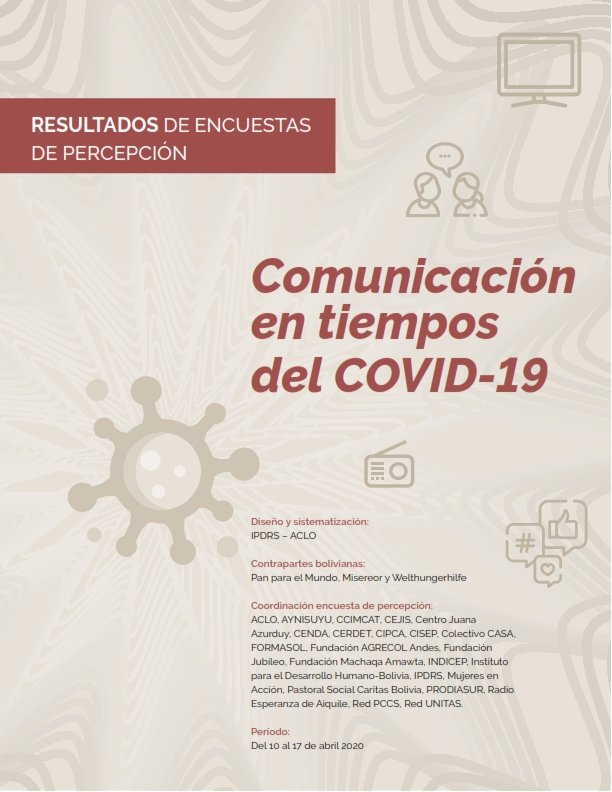 RESULTADOS DE ENCUESTAS
DE PERCEPCIÓN
Comunicación
en tiempos
del COVID-19
#
Diseño y sistematización:
IPDRS – ACLO
Contrapartes bolivianas:
Pan para el Mundo, Misereor y Welthungerhilfe
Coordinación encuesta de percepción:
ACLO, AYNISUYU, CCIMCAT, CEJIS, Centro Juana
Azurduy, CENDA, CERDET, CIPCA, CISEP, Colectivo CASA,
FORMASOL, Fundación AGRECOL Andes, Fundación
Jubileo, Fundación Machaqa Amawta, INDICEP, Instituto
para el Desarrollo Humano-Bolivia, IPDRS, Mujeres en
Acción, Pastoral Social Caritas Bolivia, PRODIASUR, Radio
Esperanza de Aiquile, Red PCCS, Red UNITAS.
Periodo:
Del 10 al 17 de abril 2020